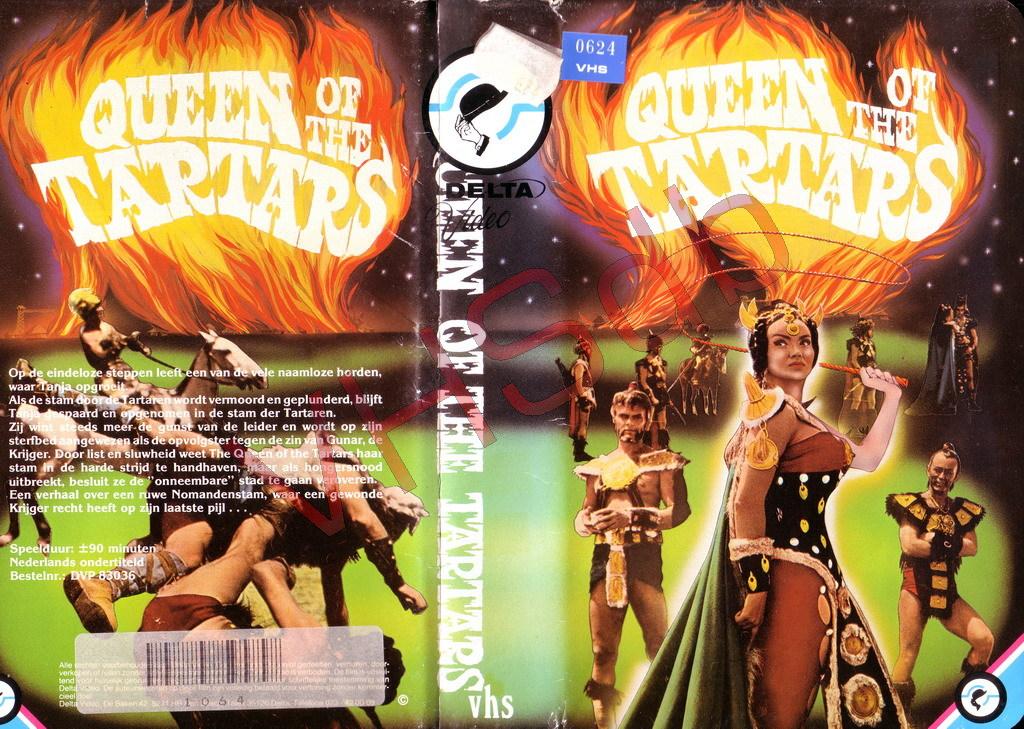 QUEEN OF
THE
TARTARS
Op de eindeloze steppen leeft een van de vele naamloze horden,
waar Tanja opgroeit.
Als de stam door de Tartaren wordt vermoord en geplunderd, blijft
Tanja gespaard en opgenomen in de stam der Tartaren.
Zij wint steeds meer de gunst van de leider en wordt op zijn
sterfbed aangewezen als de opvolgster tegen de zin van Gunar, de
Krijger. Door list en sluwheid weet The Queen of the Tartars haar
stam in de harde strijd te handhaven, maar als hongersnood
uitbreekt, besluit ze de "onneembare" stad te gaan veroveren.
Een verhaal over een ruwe Nomandenstam, waar een gewonde
Krijger recht heeft op zijn laatste pijl . . .
Speelduur: ±90 minuten
Nederlands ondertiteld
Bestelnr.: DVP 83036
Alle rechten
Delta Video.
©
DELTA
Video
QUEEN OF THE TARTARS
vhs
0624
VHS
QUEEN OF
THE
TARTARS
VHSdb